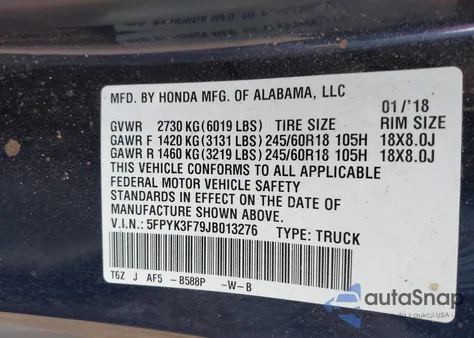 MFD. BY HONDA MFG. OF ALABAMA, LLC 01/'18
GVWR 2730 KG(6019 LBS) TIRE SIZE RIM SIZE
GAWR F 1420 KG(3131 LBS) 245/60R18 105H 18X8.0J
GAWR R 1460 KG(3219 LBS) 245/60R18 105H 18X8.0J
THIS VEHICLE CONFORMS TO ALL APPLICABLE
FEDERAL MOTOR VEHICLE SAFETY
STANDARDS IN EFFECT ON THE DATE OF
MANUFACTURE SHOWN ABOVE.
V.I.N.: 5FPYK3F79JB013276 TYPE: TRUCK
T6Z J AF5 -B588P -W-B
autoSnap
z aukcji USA